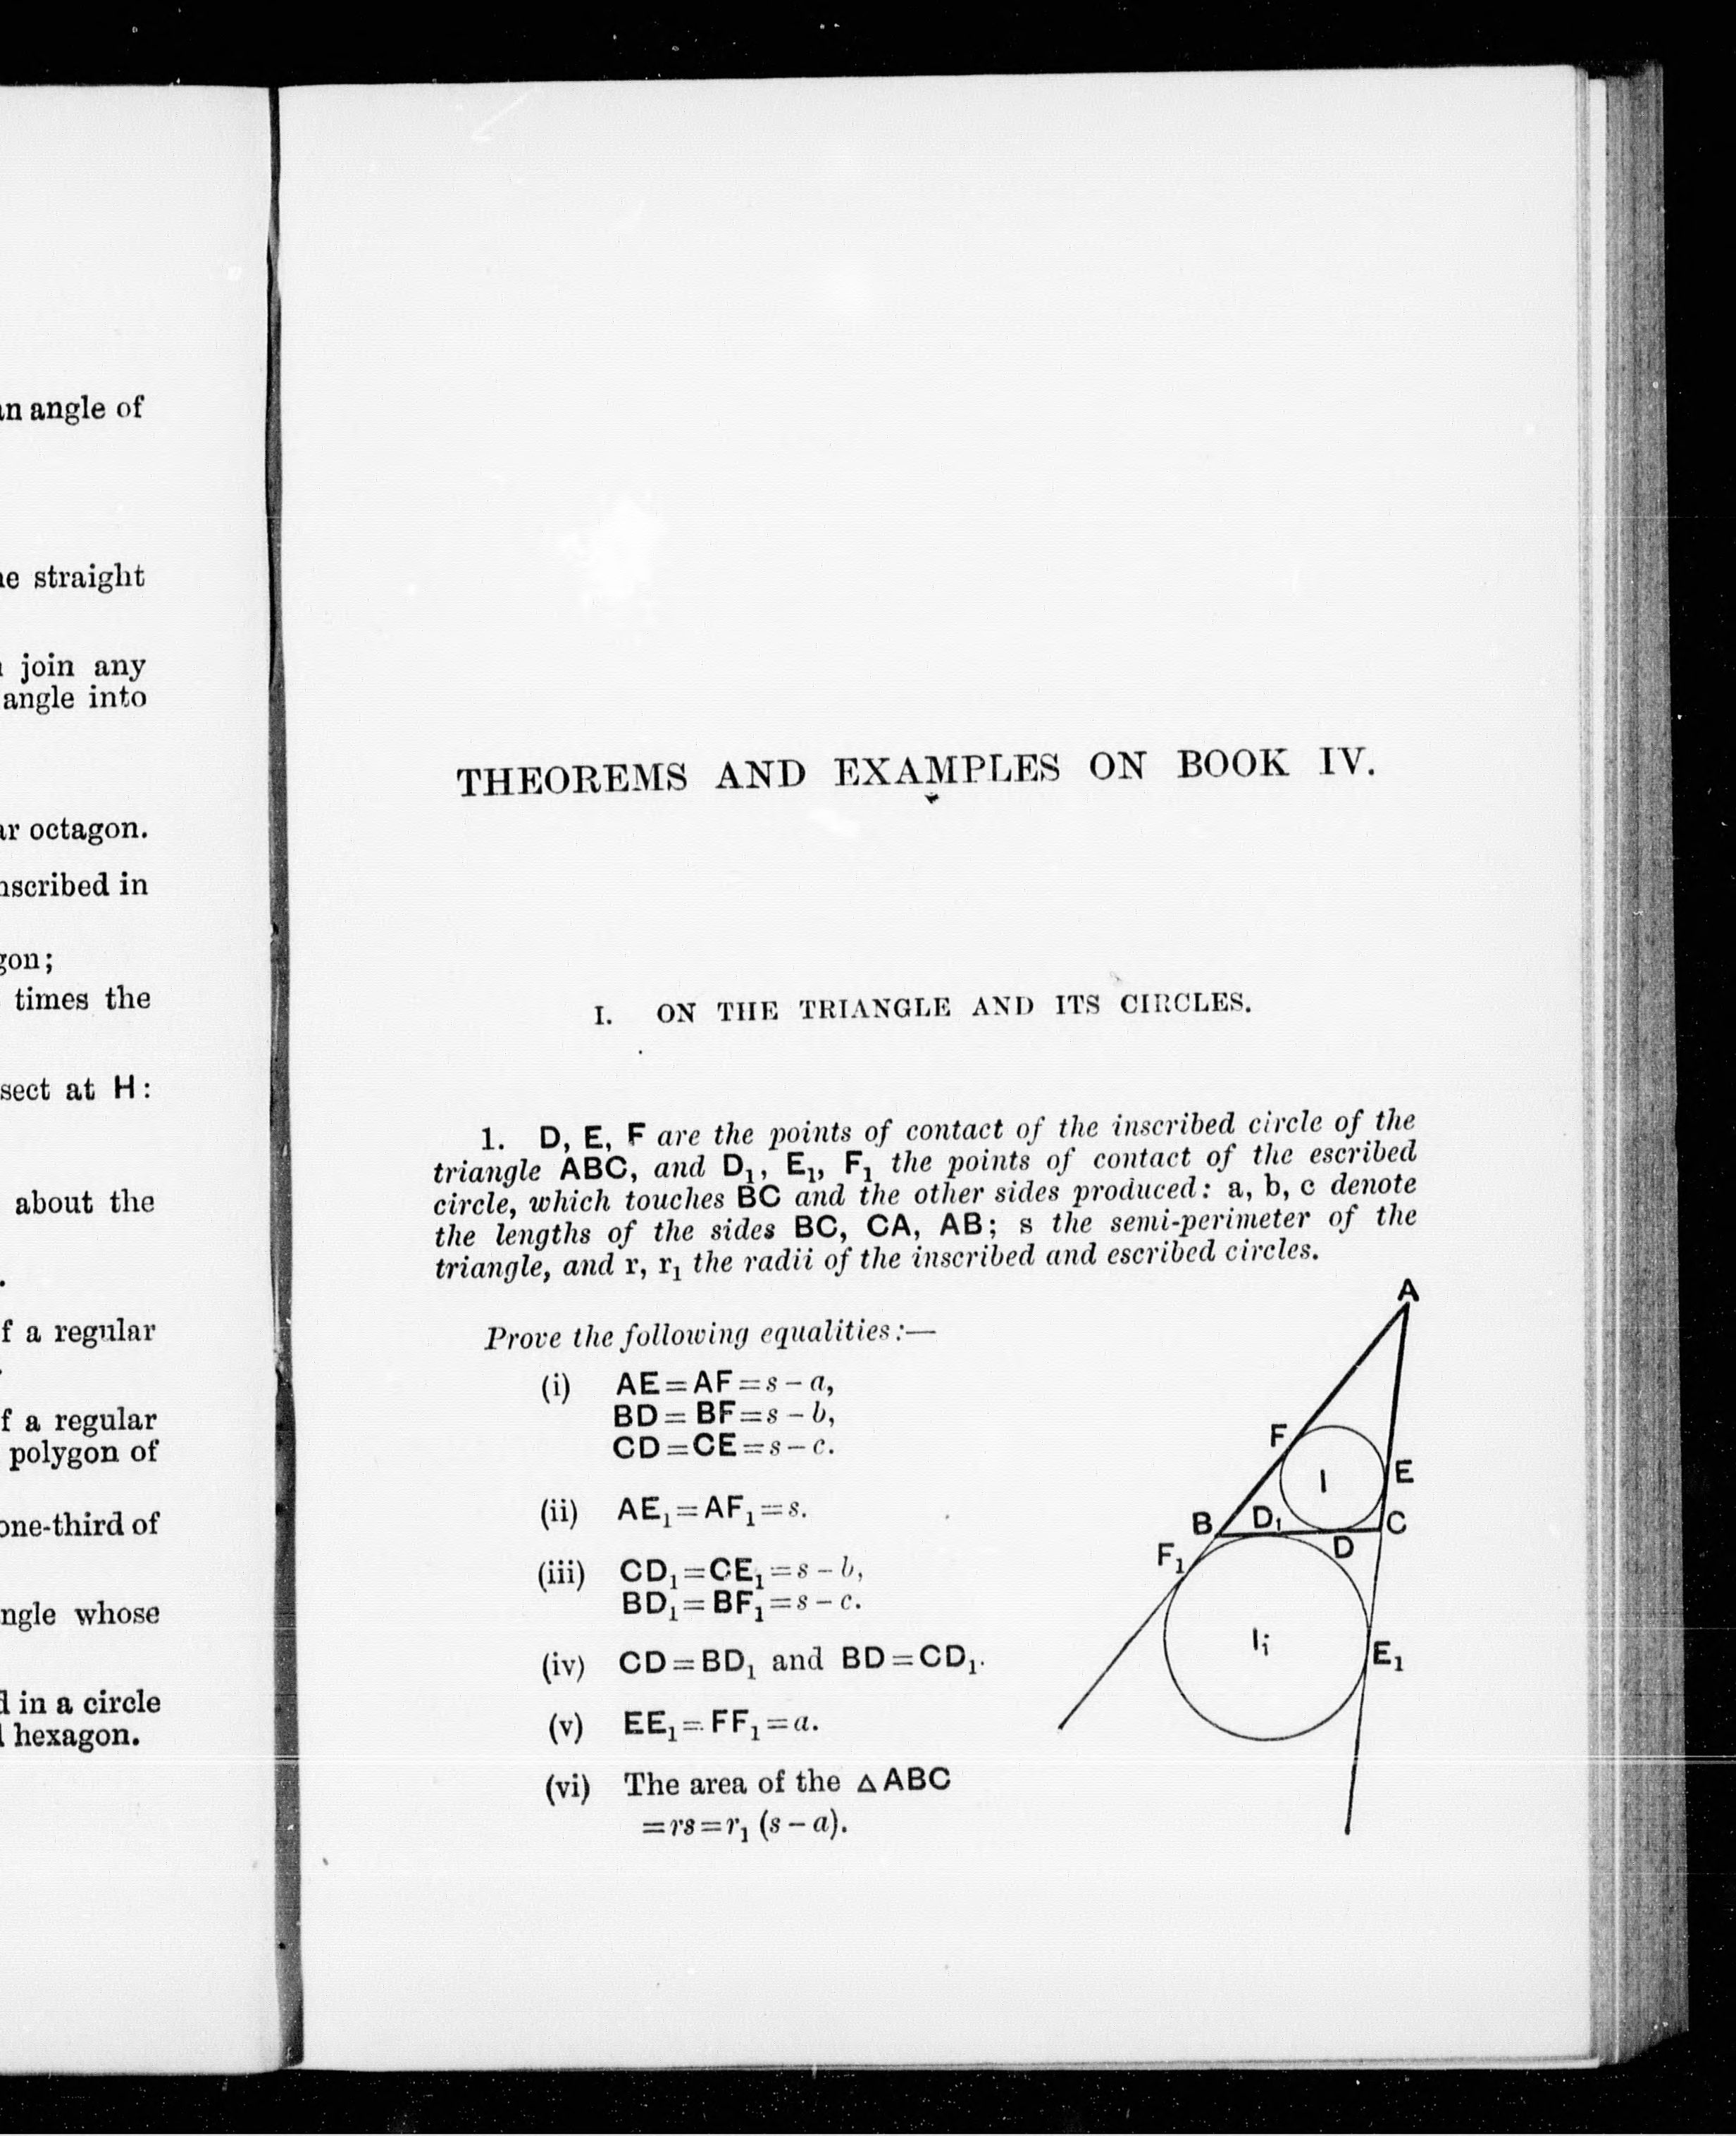 an angle of
he straight
join any
angle into
ar octagon.
nscribed in
gon;
times the
sect at H:
about the
f a regular
f a regular
polygon of
one-third of
ngle whose
d in a circle
hexagon.
THEOREMS AND EXAMPLES ON BOOK IV.
I. ON THE TRIANGLE AND ITS CIRCLES.
1. D, E, F are the points of contact of the inscribed circle of the
triangle ABC, and D₁, E₁, F₁ the points of contact of the escribed
circle, which touches BC and the other sides produced: a, b, c denote
the lengths of the sides BC, CA, AB; s the semi-perimeter of the
triangle, and r, r₁ the radii of the inscribed and escribed circles.
Prove the following equalities:—
(i) AE=AF=s-a,
BD=BF=s-b,
CD=CE=s-c.
(ii) AE₁=AF₁=s.
(iii) CD₁=CE₁=s-b,
BD₁=BF₁=s-c.
(iv) CD=BD₁ and BD=CD₁.
(v) EE₁=FF₁=a.
(vi) The area of the △ABC
=rs=r₁ (s-a).
A
F
I
E
B
D₁
C
D
F₁
I₁
E₁